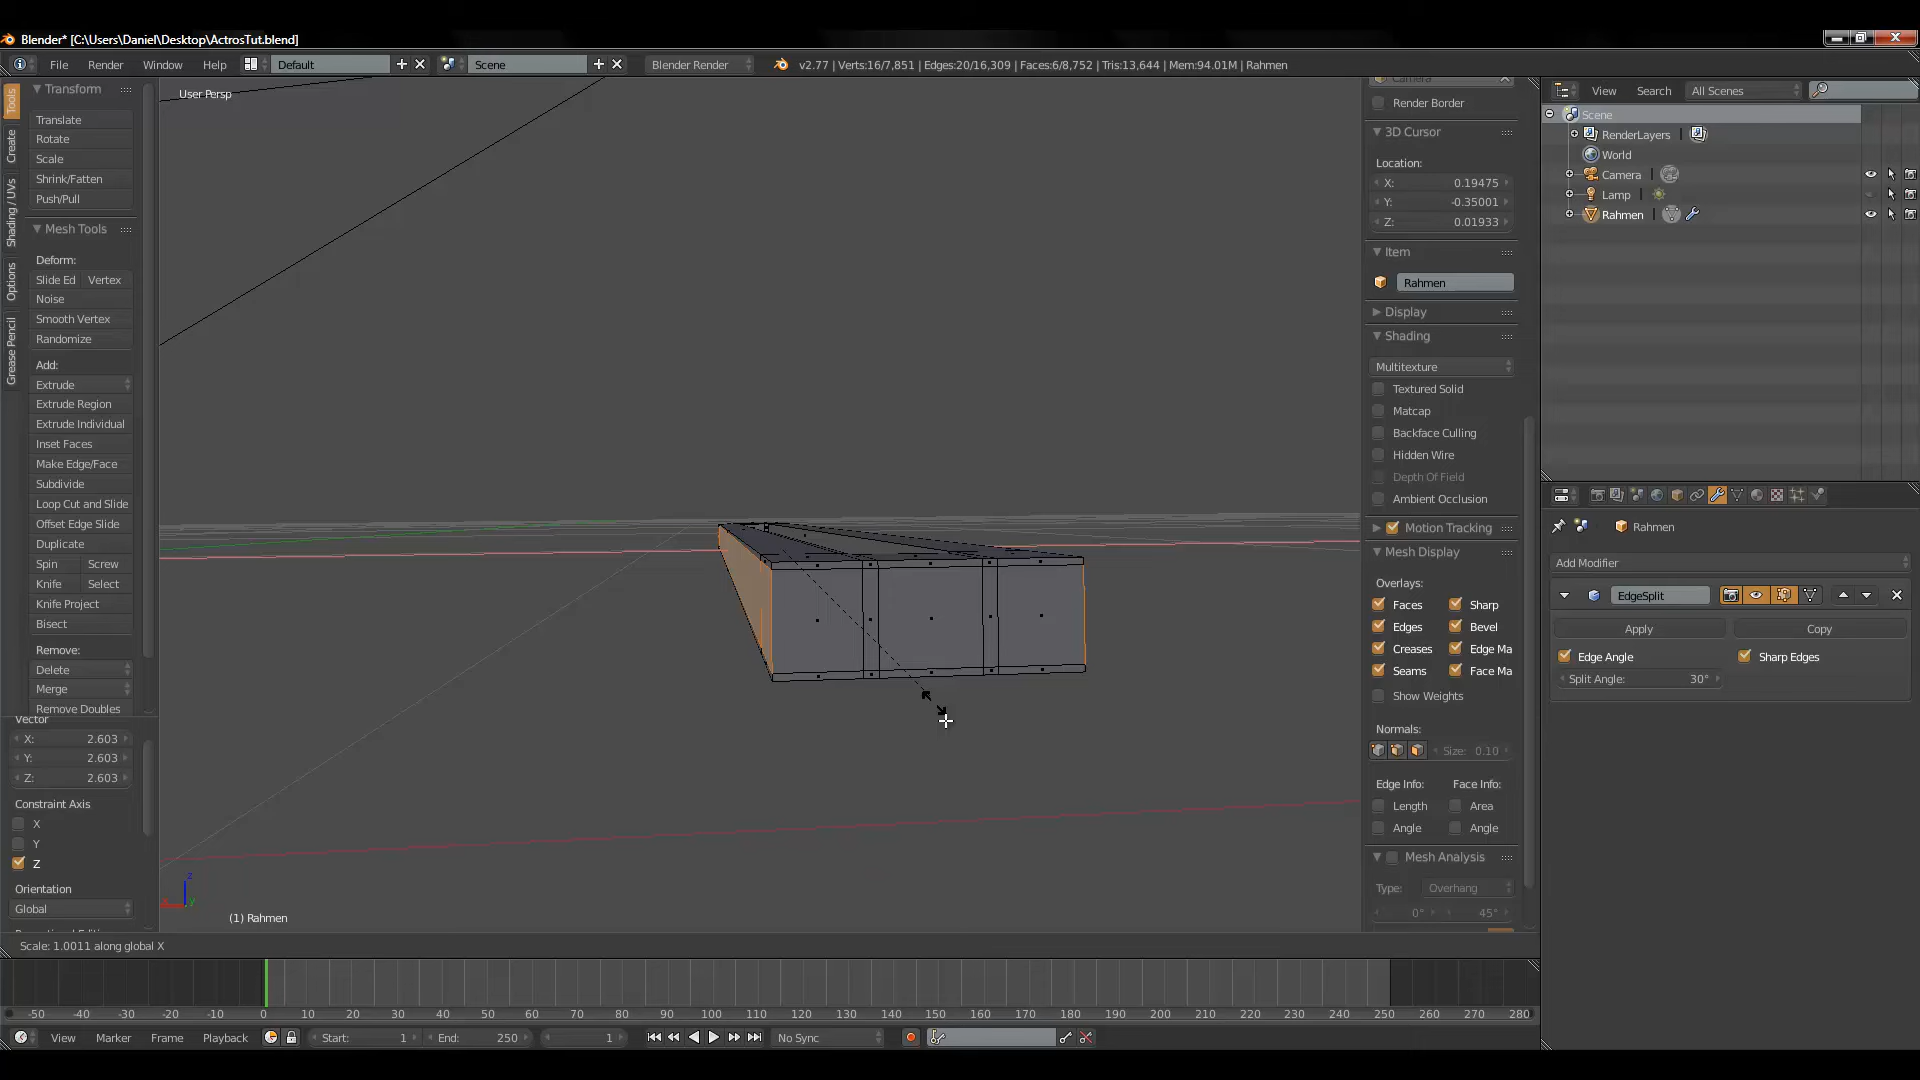 Blender* [C:\Users\Daniel\Desktop\ActrosTut.blend]
File Render Window Help Default Scene Blender Render v2.77 | Verts:16/7,851 | Edges:20/16,309 | Faces:6/8,752 | Tris:13,644 | Mem:94.01M | Rahmen
Tools
Create
Shading / UVs
Options
Grease Pencil
Transform
Translate
Rotate
Scale
Shrink/Fatten
Push/Pull
Mesh Tools
Deform:
Slide Ed Vertex
Noise
Smooth Vertex
Randomize
Add:
Extrude
Extrude Region
Extrude Individual
Inset Faces
Make Edge/Face
Subdivide
Loop Cut and Slide
Offset Edge Slide
Duplicate
Spin Screw
Knife Select
Knife Project
Bisect
Remove:
Delete
Merge
Remove Doubles
Vector
X: 2.603
Y: 2.603
Z: 2.603
Constraint Axis
X
Y
Z
Orientation
Global
User Persp
z
x
y
(1) Rahmen
Scale: 1.0011 along global X
Camera
Render Border
3D Cursor
Location:
X: 0.19475
Y: -0.35001
Z: 0.01933
Item
Rahmen
Display
Shading
Multitexture
Textured Solid
Matcap
Backface Culling
Hidden Wire
Depth Of Field
Ambient Occlusion
Motion Tracking
Mesh Display
Overlays:
Faces Sharp
Edges Bevel
Creases Edge Ma
Seams Face Ma
Show Weights
Normals:
Size: 0.10
Edge Info: Face Info:
Length Area
Angle Angle
Mesh Analysis
Type: Overhang
0° 45°
View Search All Scenes
Scene
RenderLayers
World
Camera
Lamp
Rahmen
Rahmen
Add Modifier
EdgeSplit
Apply Copy
Edge Angle Sharp Edges
Split Angle: 30°
-50 -40 -30 -20 -10 0 10 20 30 40 50 60 70 80 90 100 110 120 130 140 150 160 170 180 190 200 210 220 230 240 250 260 270 280
View Marker Frame Playback Start: 1 End: 250 1 No Sync